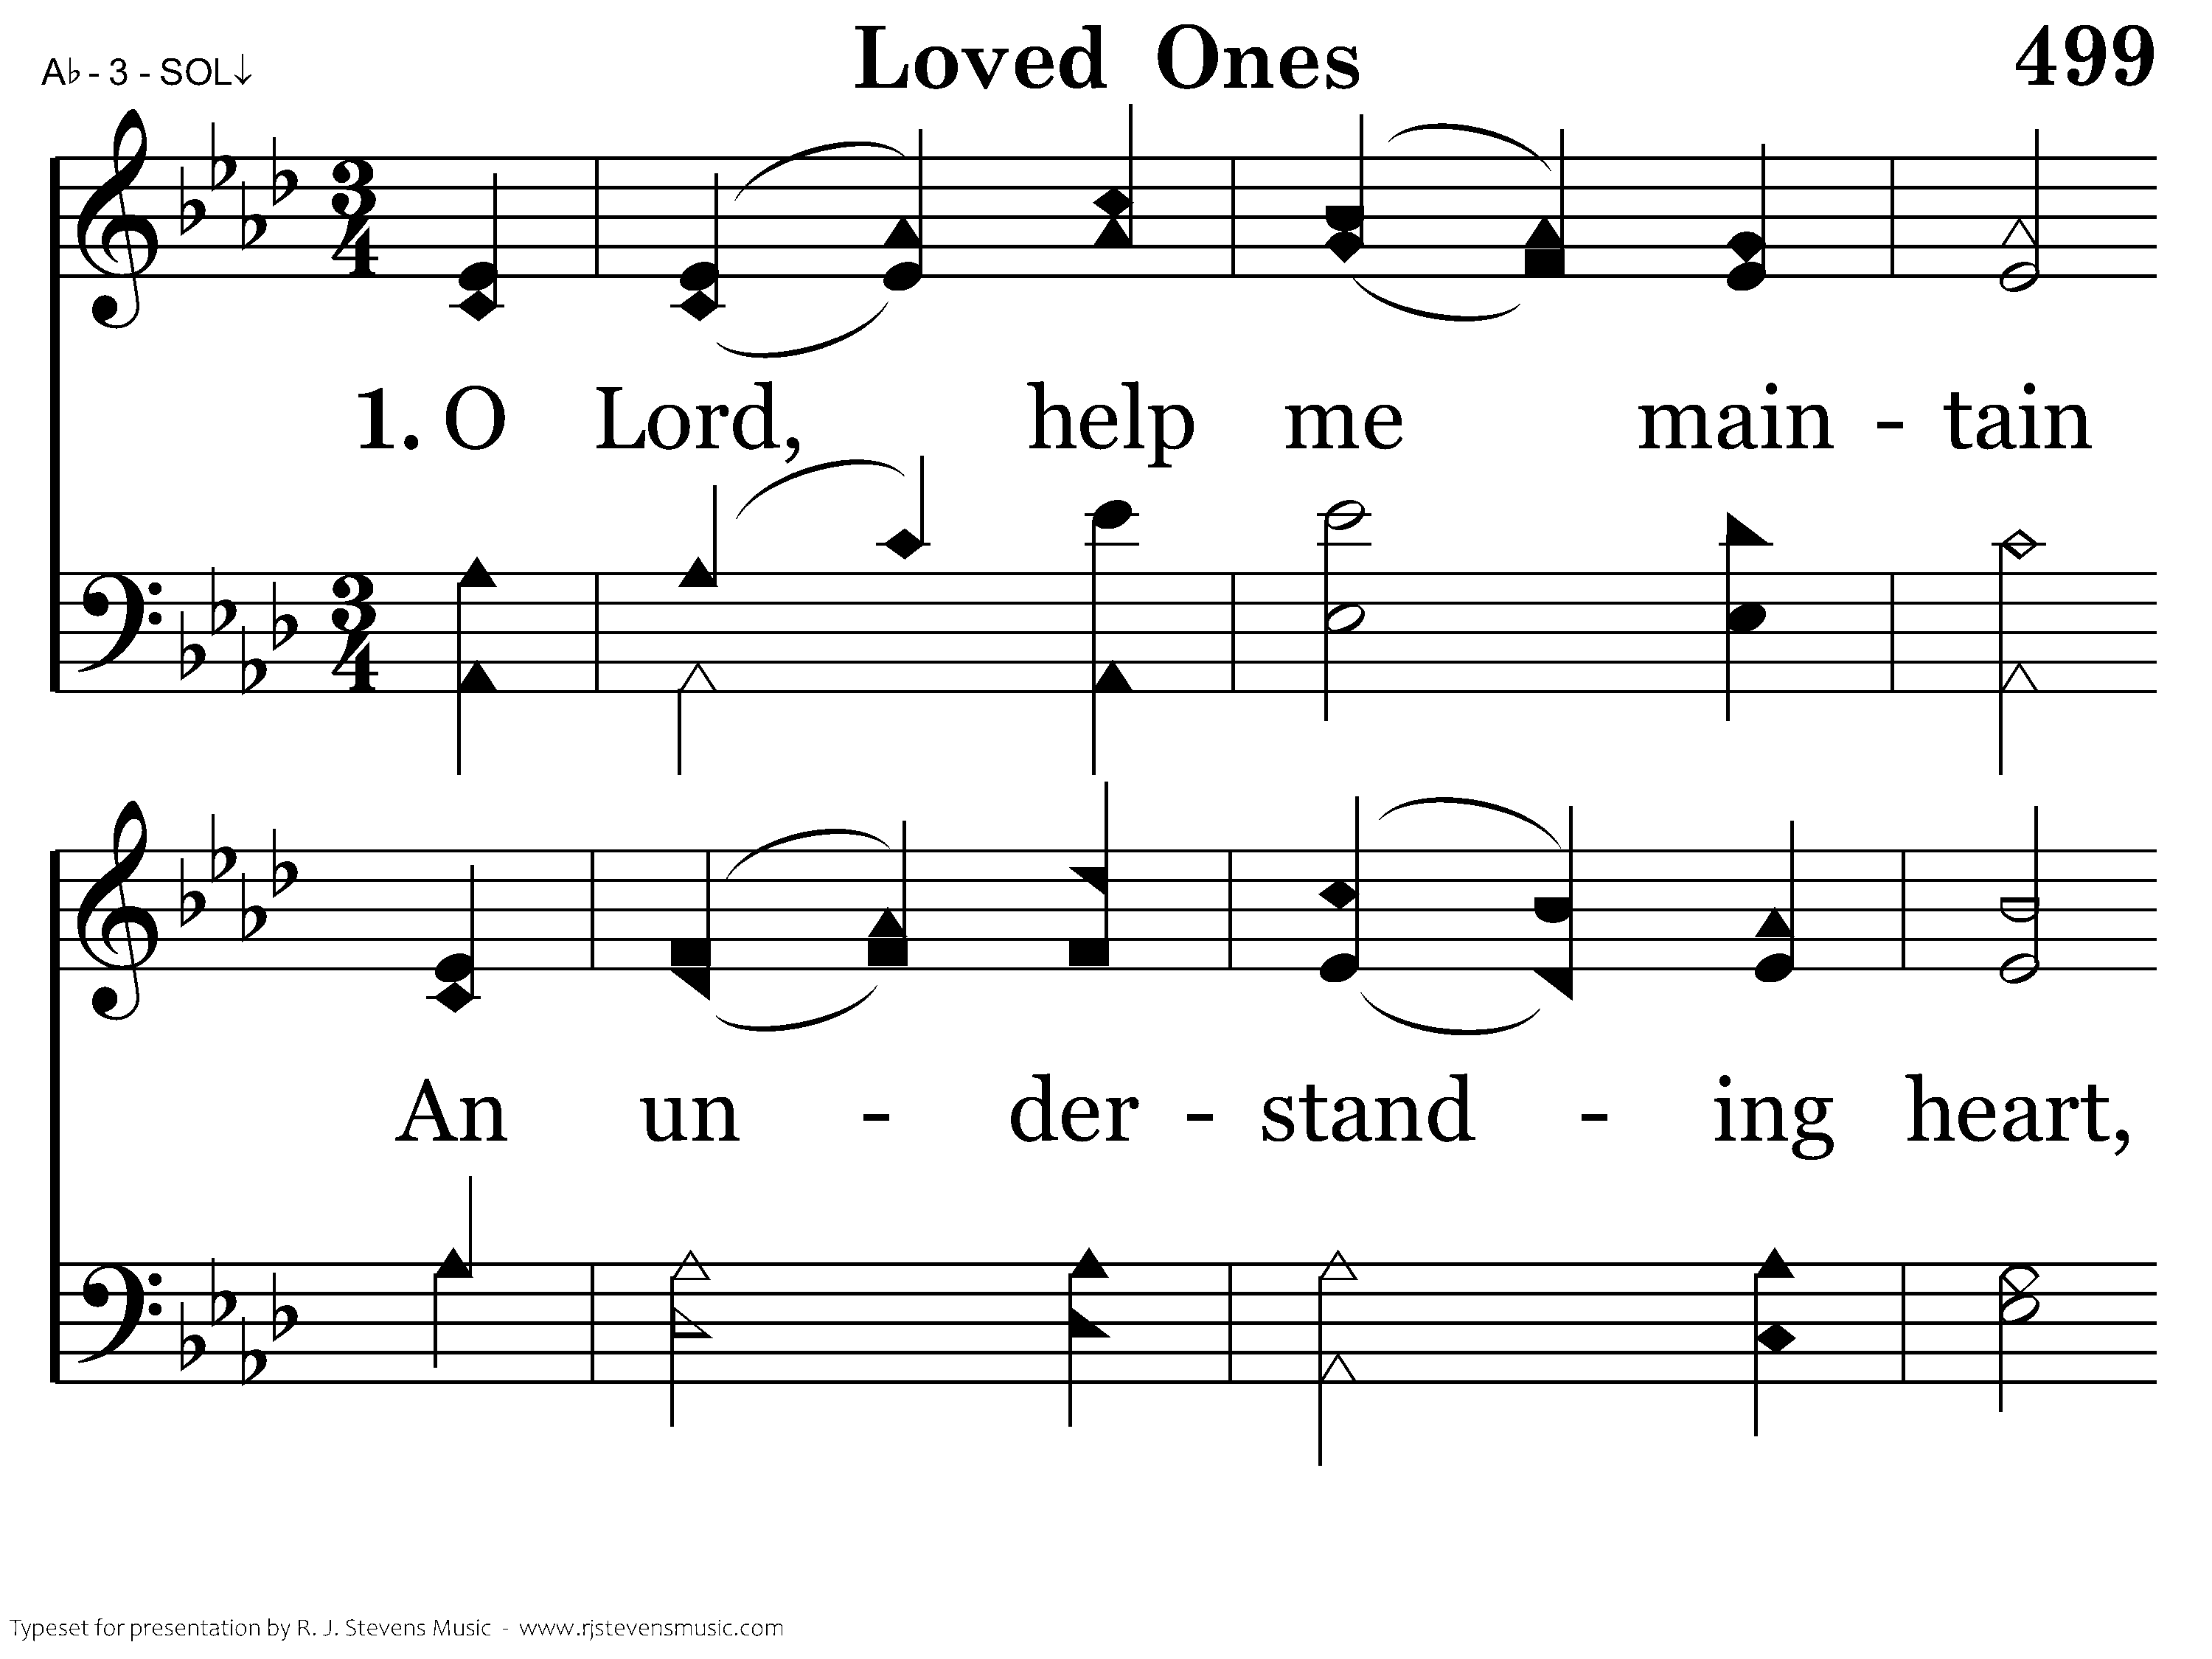 Loved Ones 499
A♭ - 3 - SOL↓
1. O Lord, help me main - tain
An un - der - stand - ing heart,
Typeset for presentation by R. J. Stevens Music - www.rjstevensmusic.com